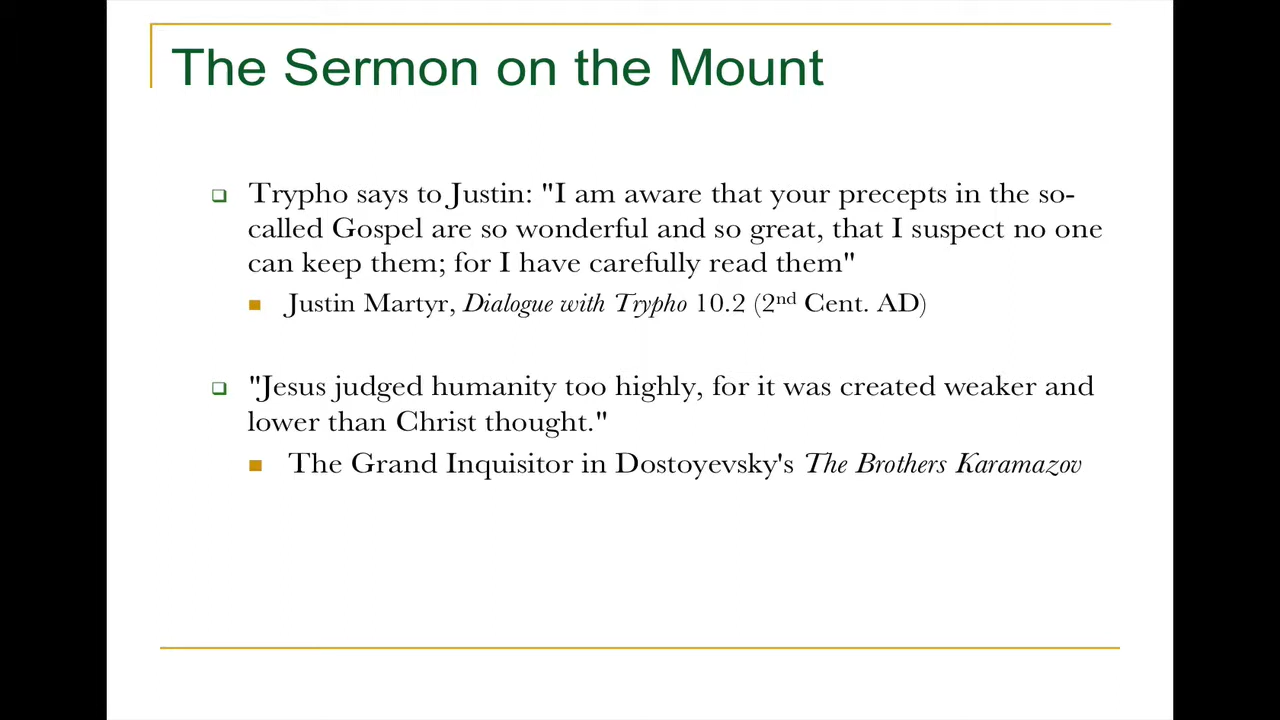 The Sermon on the Mount
Trypho says to Justin: "I am aware that your precepts in the so-
called Gospel are so wonderful and so great, that I suspect no one
can keep them; for I have carefully read them"
Justin Martyr, Dialogue with Trypho 10.2 (2nd Cent. AD)
"Jesus judged humanity too highly, for it was created weaker and
lower than Christ thought."
The Grand Inquisitor in Dostoyevsky's The Brothers Karamazov